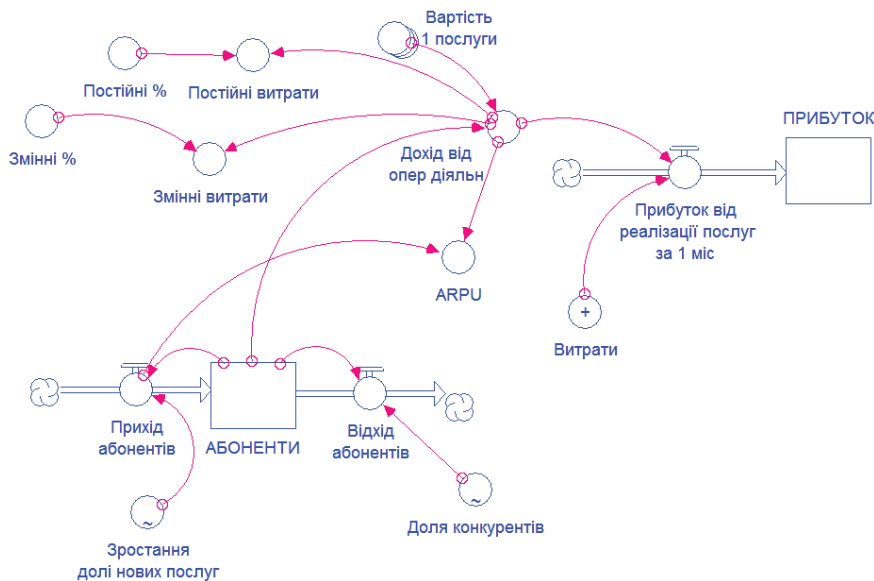 Вартість
1 послуги
Постійні %
Постійні витрати
ПРИБУТОК
Змінні %
Дохід від
опер діяльн
Змінні витрати
Прибуток від
реалізації послуг
за 1 міс
ARPU
+
Витрати
Прихід
абонентів
АБОНЕНТИ
Відхід
абонентів
~
~
Доля конкурентів
Зростання
долі нових послуг